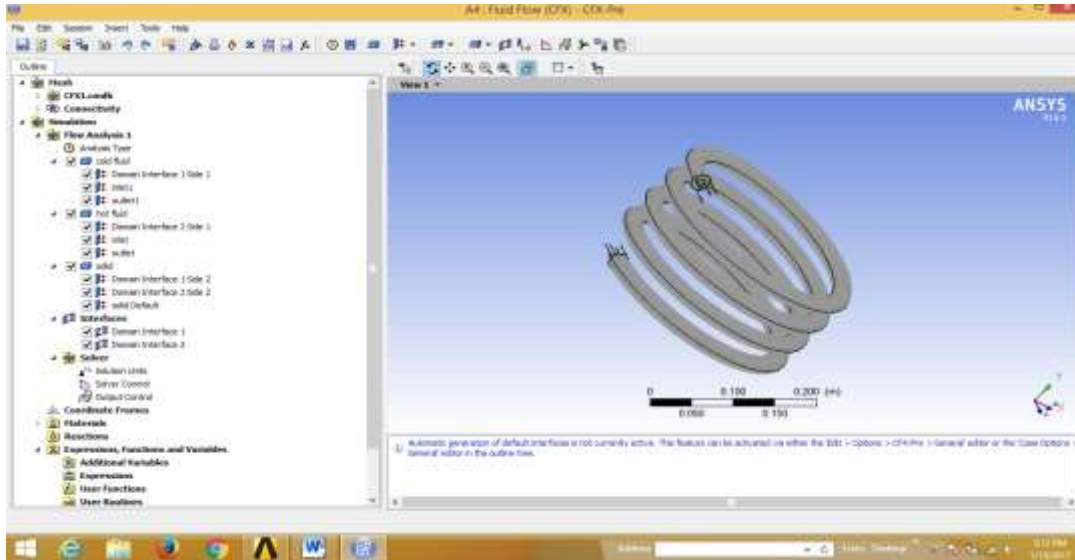 A4 : Fluid Flow (CFX) - CFX-Pre
File Edit Session Insert Tools Help
Outline
Mesh
CFX1.cmdb
Connectivity
Simulation
Flow Analysis 1
Analysis Type
cold fluid
Domain Interface 1 Side 1
inlet1
outlet1
hot fluid
Domain Interface 2 Side 1
inlet
outlet
solid
Domain Interface 1 Side 2
Domain Interface 2 Side 2
solid Default
Interfaces
Domain Interface 1
Domain Interface 2
Solver
Solution Units
Solver Control
Output Control
Coordinate Frames
Materials
Reactions
Expressions, Functions and Variables
Additional Variables
Expressions
User Functions
User Routines
View 1
ANSYS
0 0.100 0.200 (m)
0.050 0.150
Automatic generation of default interfaces is not currently active. The feature can be activated via either the Edit > Options > CFX-Pre > General editor or the 'Case Options >
General editor in the outline tree.
Address